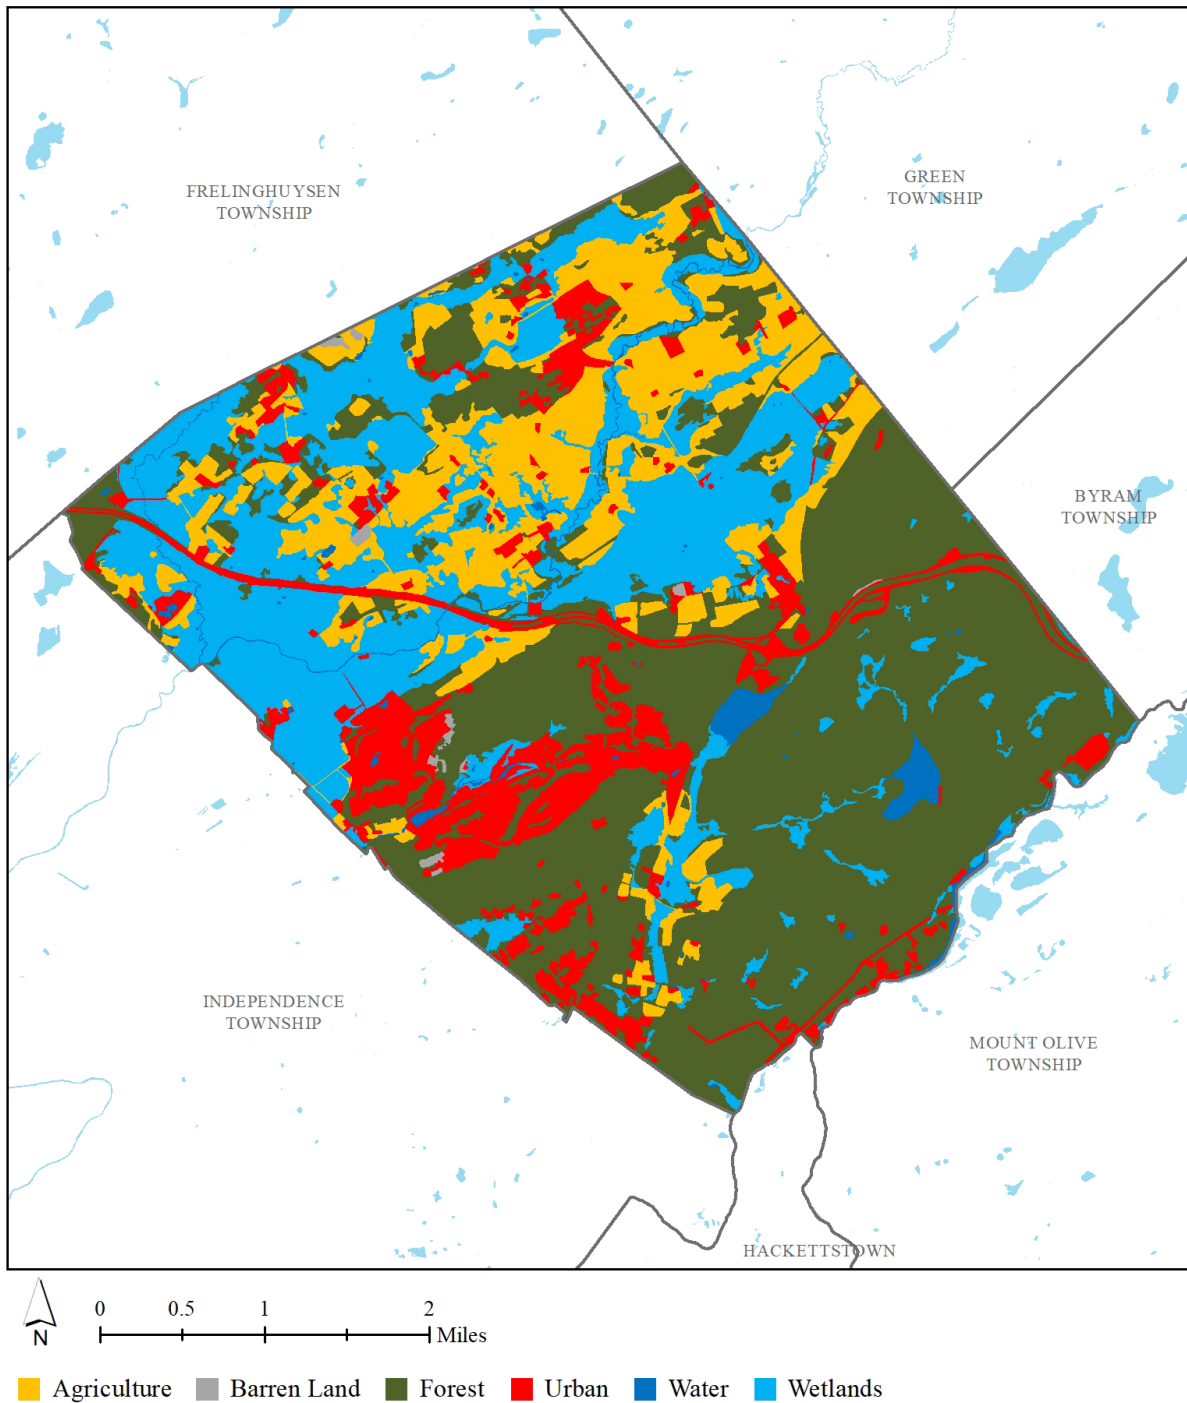 FRELINGHUYSEN
TOWNSHIP
GREEN
TOWNSHIP
BYRAM
TOWNSHIP
INDEPENDENCE
TOWNSHIP
MOUNT OLIVE
TOWNSHIP
HACKETTSTOWN
N
0 0.5 1 2
Miles
Agriculture Barren Land Forest Urban Water Wetlands